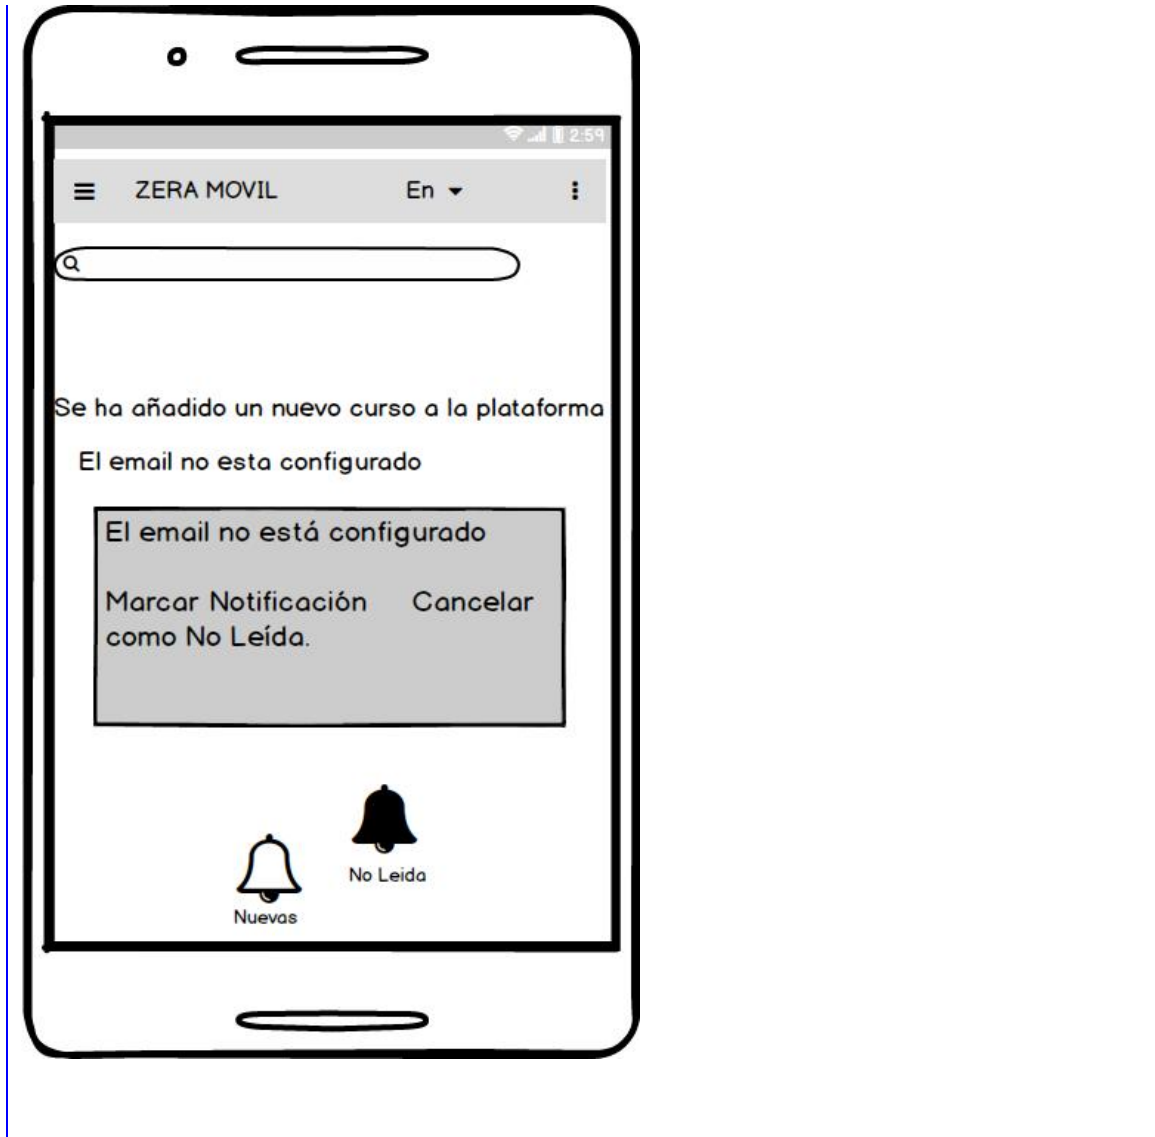 2:59
ZERA MOVIL En
Se ha añadido un nuevo curso a la plataforma
El email no esta configurado
El email no está configurado
Marcar Notificación Cancelar
como No Leída.
No Leida
Nuevas